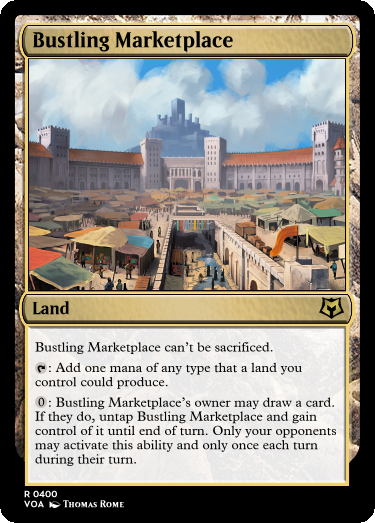 Bustling Marketplace
Land
Bustling Marketplace can't be sacrificed.
: Add one mana of any type that a land you
control could produce.
0: Bustling Marketplace's owner may draw a card.
If they do, untap Bustling Marketplace and gain
control of it until end of turn. Only your opponents
may activate this ability and only once each turn
during their turn.
R 0400
VOA Thomas Rome